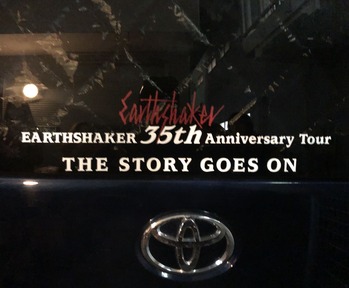 Earthshaker
EARTHSHAKER 35th Anniversary Tour
THE STORY GOES ON